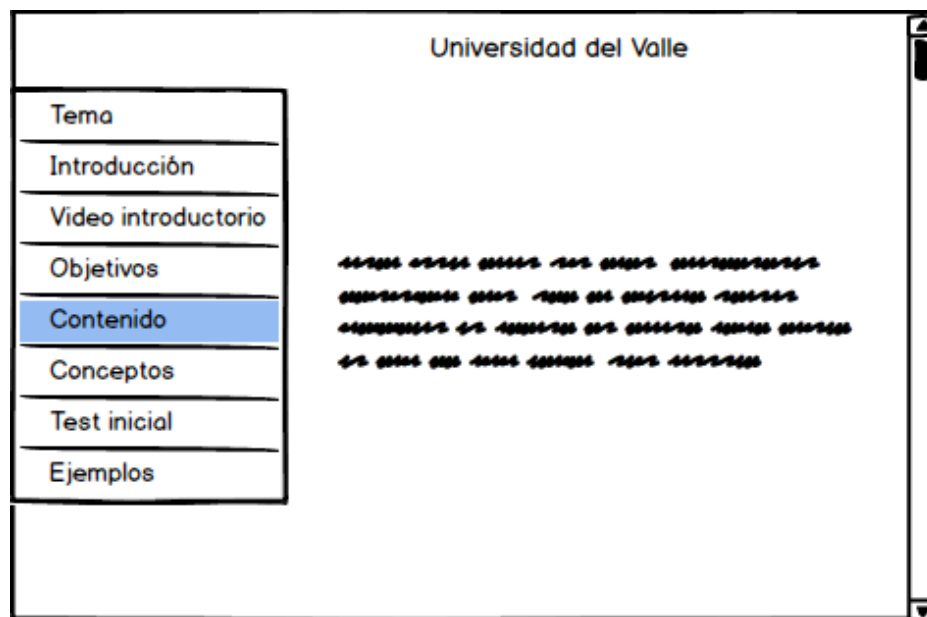 Universidad del Valle
Tema
Introducción
Video introductorio
Objetivos
Contenido
Conceptos
Test inicial
Ejemplos